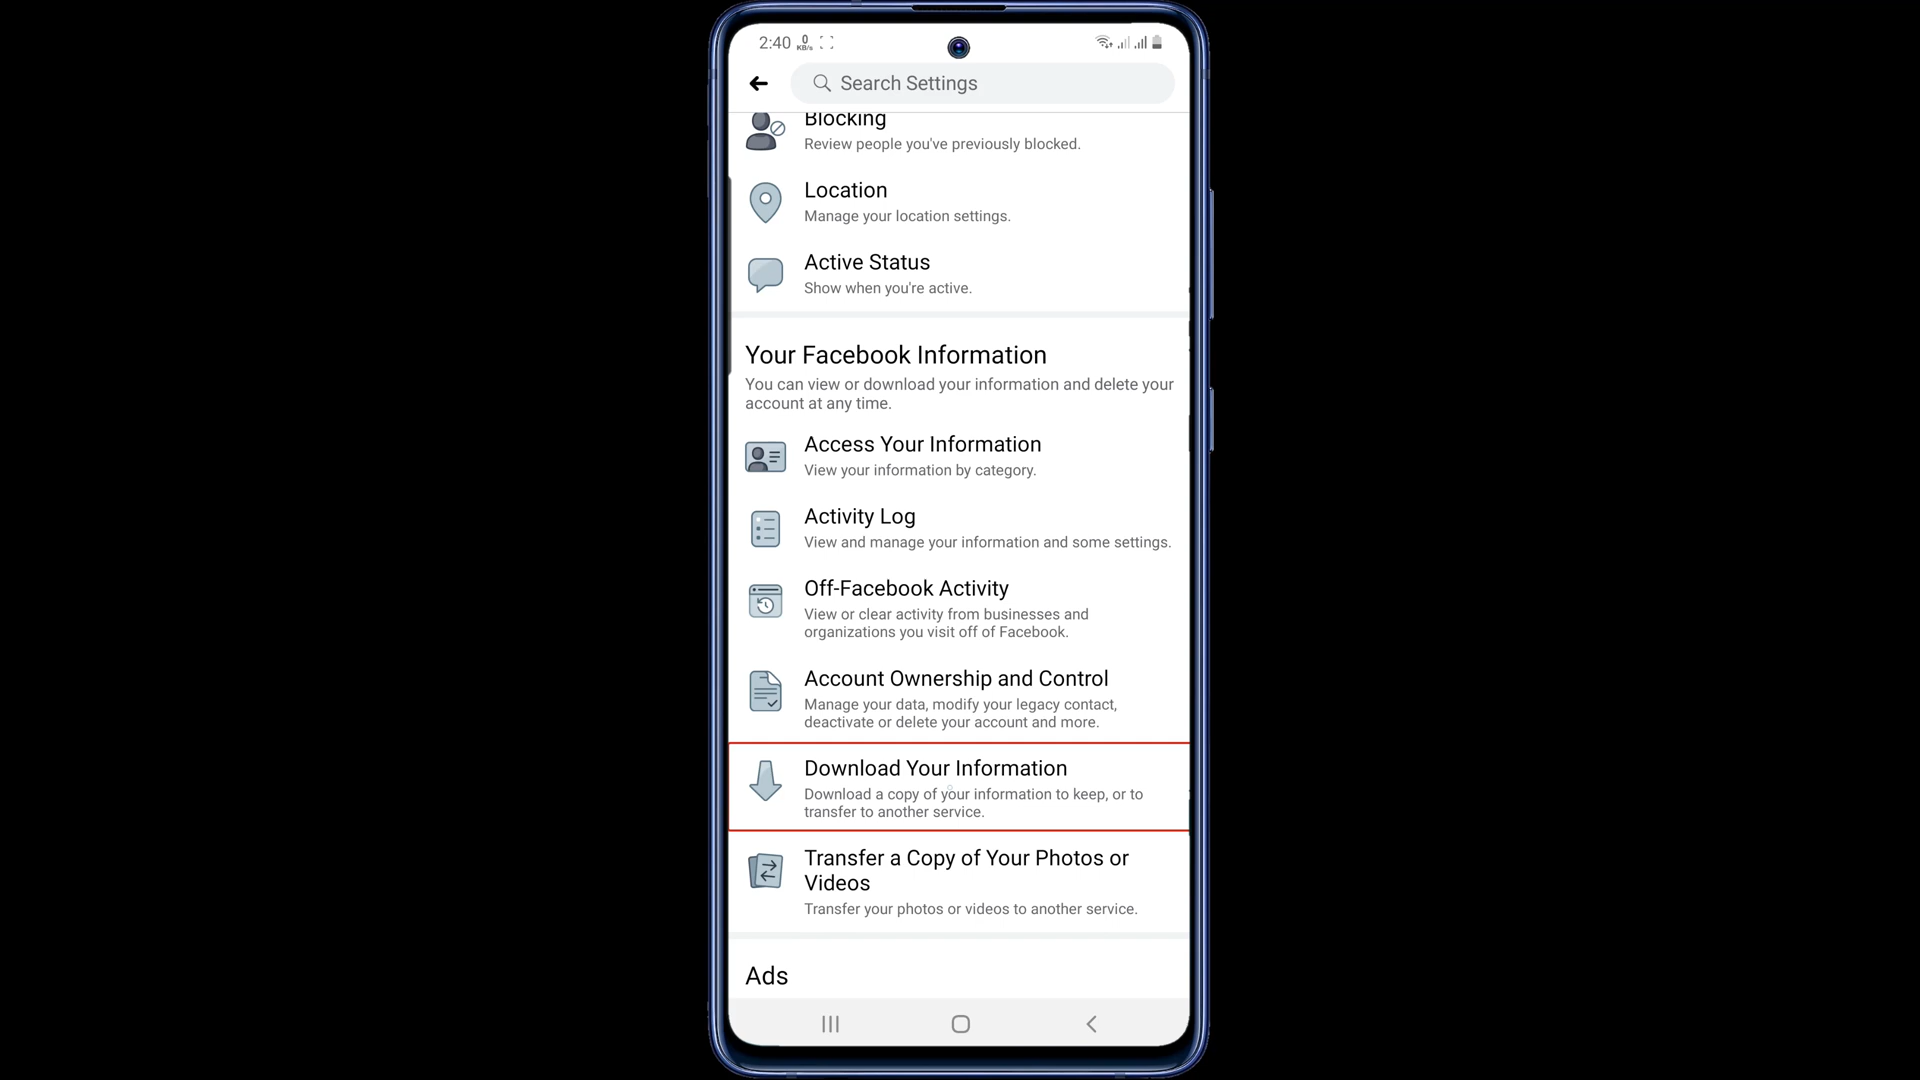 2:40 0 KB/s
Search Settings
Blocking
Review people you've previously blocked.
Location
Manage your location settings.
Active Status
Show when you're active.
Your Facebook Information
You can view or download your information and delete your
account at any time.
Access Your Information
View your information by category.
Activity Log
View and manage your information and some settings.
Off-Facebook Activity
View or clear activity from businesses and
organizations you visit off of Facebook.
Account Ownership and Control
Manage your data, modify your legacy contact,
deactivate or delete your account and more.
Download Your Information
Download a copy of your information to keep, or to
transfer to another service.
Transfer a Copy of Your Photos or
Videos
Transfer your photos or videos to another service.
Ads